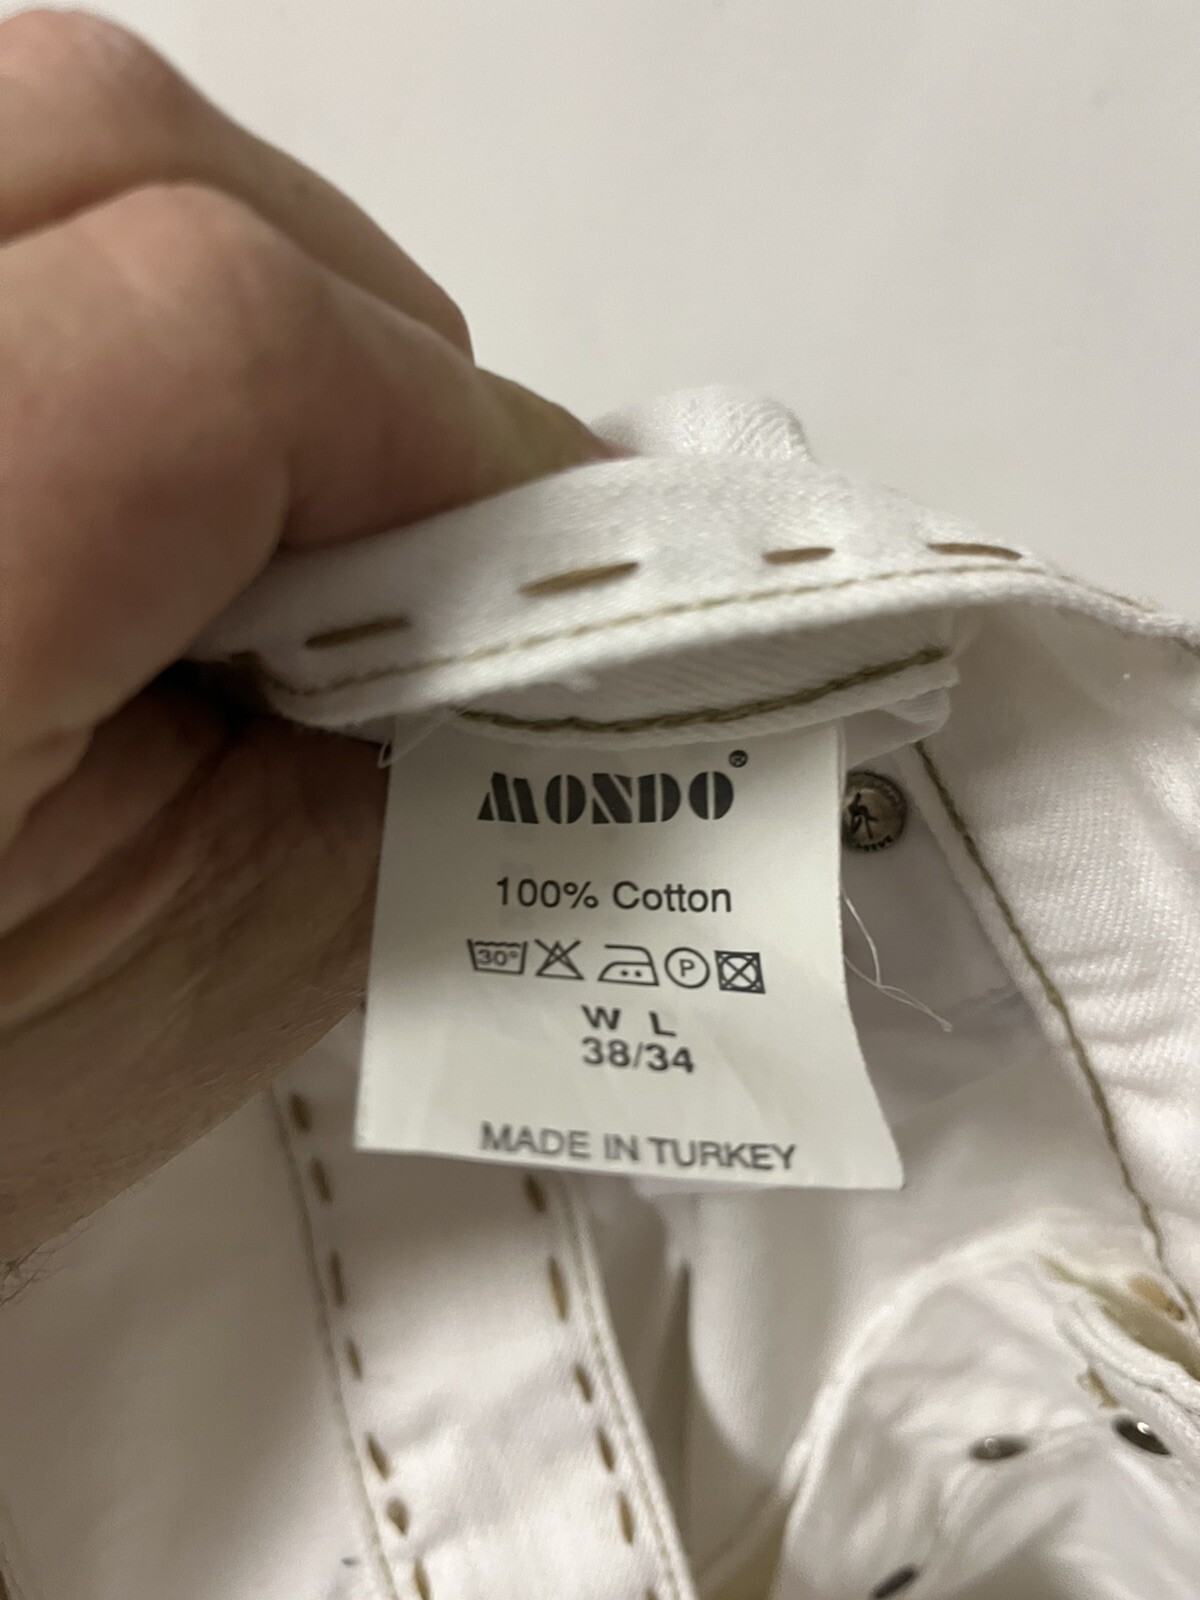 MONDO®
100% Cotton
30° P
W L
38/34
MADE IN TURKEY